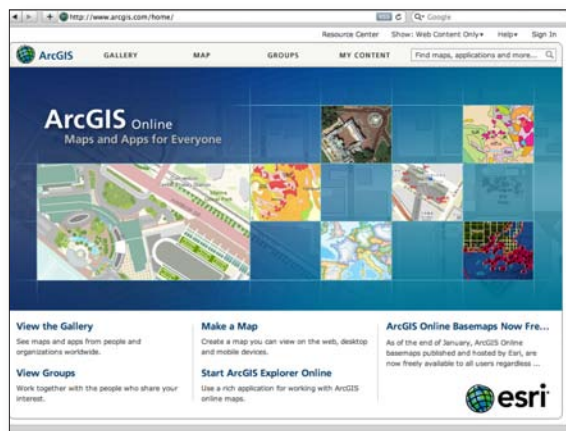 http://www.arcgis.com/home/
Google
Resource Center Show: Web Content Only Help Sign In
ArcGIS GALLERY MAP GROUPS MY CONTENT Find maps, applications and more...
ArcGIS Online
Maps and Apps for Everyone
View the Gallery
See maps and apps from people and
organizations worldwide.
View Groups
Work together with the people who share your
interest.
Make a Map
Create a map you can view on the web, desktop
and mobile devices.
Start ArcGIS Explorer Online
Use a rich application for working with ArcGIS
online maps.
ArcGIS Online Basemaps Now Fre...
As of the end of January, ArcGIS Online
basemaps published and hosted by Esri, are
now freely available to all users regardless ...
esri